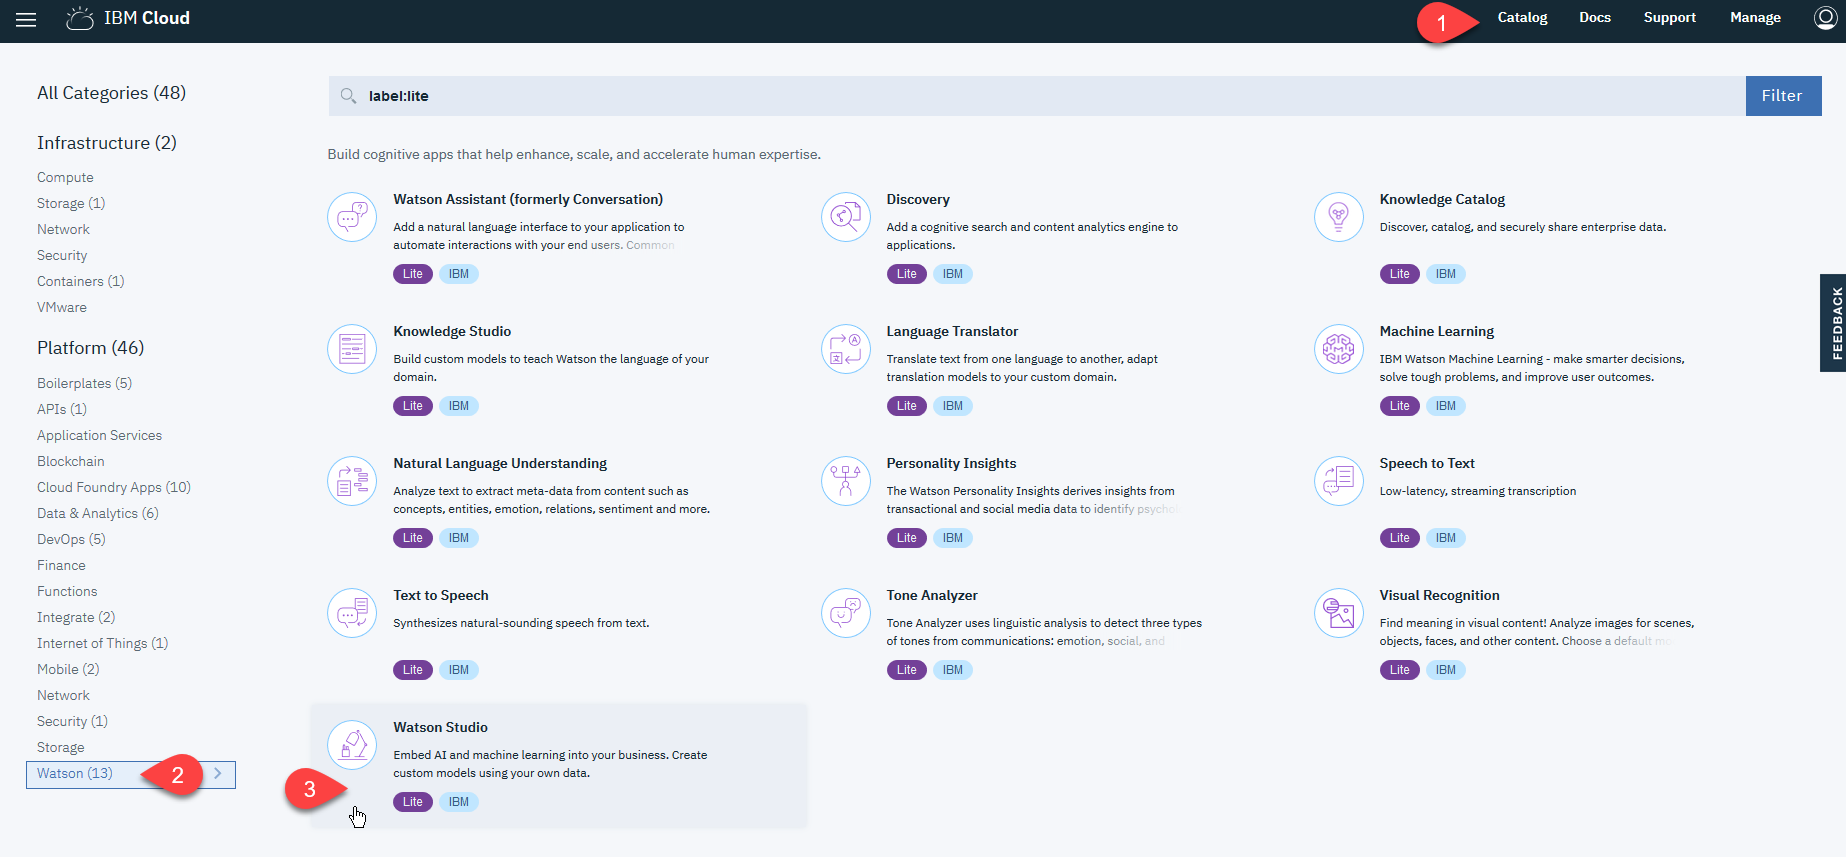 IBM Cloud
1
Catalog
Docs
Support
Manage
All Categories (48)
Infrastructure (2)
Compute
Storage (1)
Network
Security
Containers (1)
VMware
Platform (46)
Boilerplates (5)
APIs (1)
Application Services
Blockchain
Cloud Foundry Apps (10)
Data & Analytics (6)
DevOps (5)
Finance
Functions
Integrate (2)
Internet of Things (1)
Mobile (2)
Network
Security (1)
Storage
Watson (13)
2
label:lite
Filter
Build cognitive apps that help enhance, scale, and accelerate human expertise.
Watson Assistant (formerly Conversation)
Add a natural language interface to your application to
automate interactions with your end users. Common
Lite IBM
Discovery
Add a cognitive search and content analytics engine to
applications.
Lite IBM
Knowledge Catalog
Discover, catalog, and securely share enterprise data.
Lite IBM
Knowledge Studio
Build custom models to teach Watson the language of your
domain.
Lite IBM
Language Translator
Translate text from one language to another, adapt
translation models to your custom domain.
Lite IBM
Machine Learning
IBM Watson Machine Learning - make smarter decisions,
solve tough problems, and improve user outcomes.
Lite IBM
Natural Language Understanding
Analyze text to extract meta-data from content such as
concepts, entities, emotion, relations, sentiment and more.
Lite IBM
Personality Insights
The Watson Personality Insights derives insights from
transactional and social media data to identify psycho
Lite IBM
Speech to Text
Low-latency, streaming transcription
Lite IBM
Text to Speech
Synthesizes natural-sounding speech from text.
Lite IBM
Tone Analyzer
Tone Analyzer uses linguistic analysis to detect three types
of tones from communications: emotion, social, and
Lite IBM
Visual Recognition
Find meaning in visual content! Analyze images for scenes,
objects, faces, and other content. Choose a default mo
Lite IBM
3
Watson Studio
Embed AI and machine learning into your business. Create
custom models using your own data.
Lite IBM
FEEDBACK